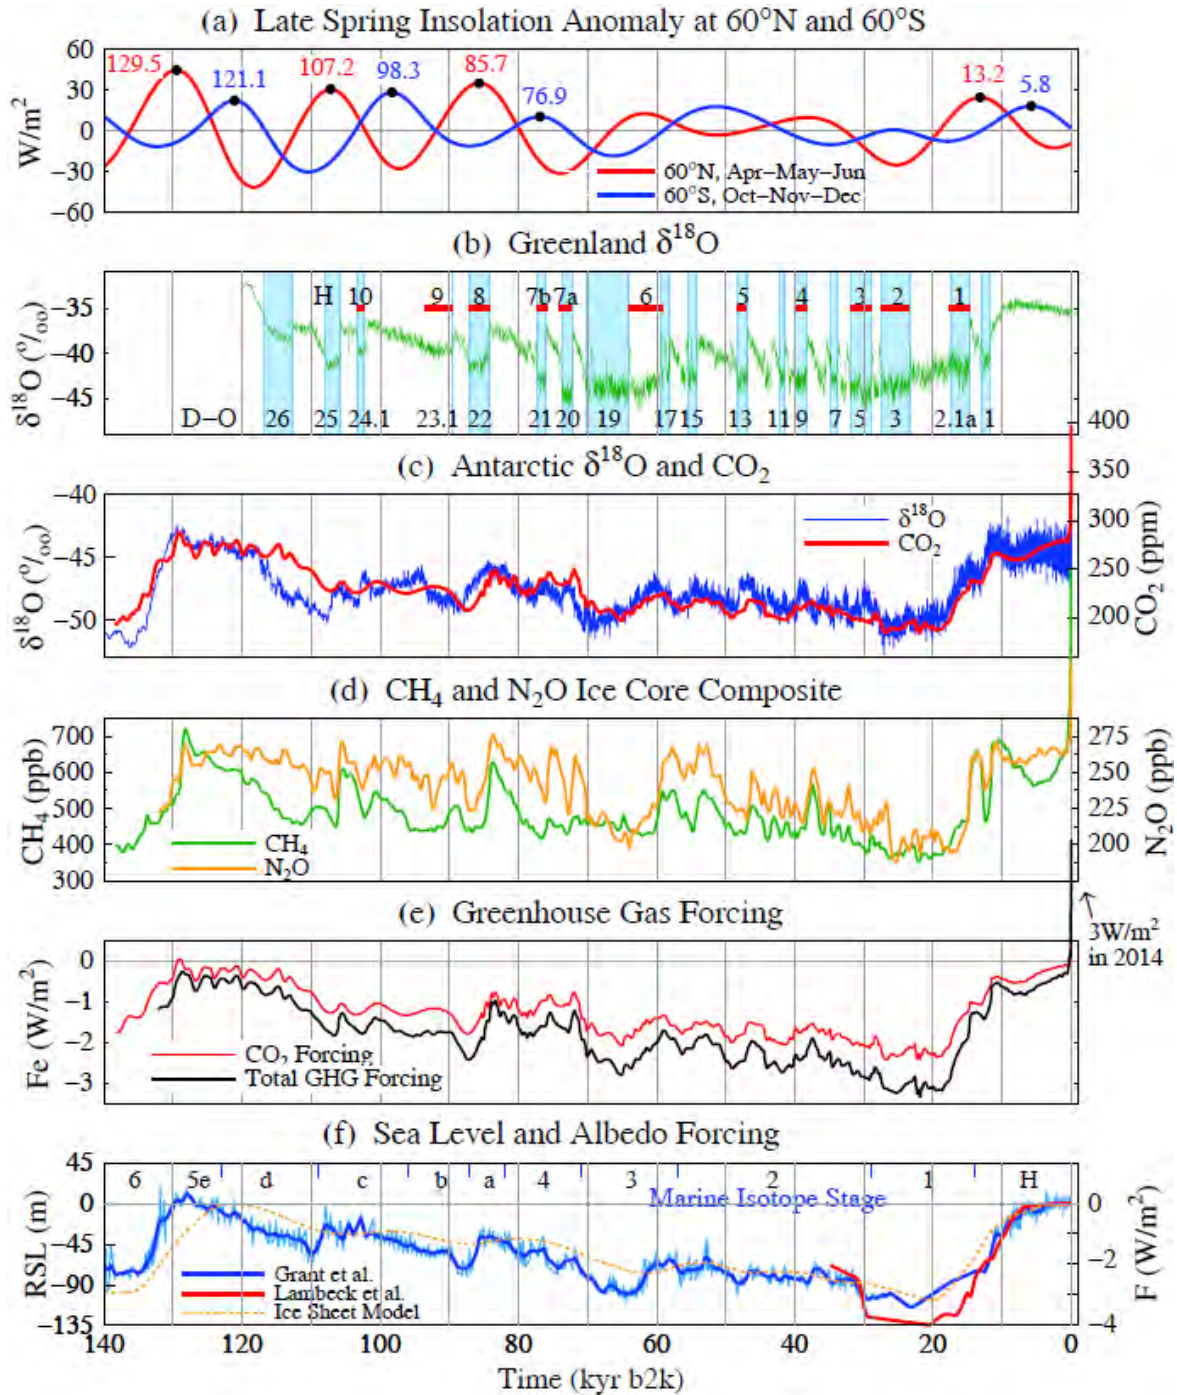 (a) Late Spring Insolation Anomaly at 60°N and 60°S
60
30
0
−30
−60
W/m²
129.5
121.1
107.2
98.3
85.7
76.9
13.2
5.8
60°N, Apr−May−Jun
60°S, Oct−Nov−Dec
(b) Greenland δ¹⁸O
−35
−40
−45
δ¹⁸O (⁰/₀₀)
H 10 9 8 7b 7a 6 5 4 3 2 1
D−O 26 25 24.1 23.1 22 21 20 19 17 15 13 11 9 7 5 3 2.1a 1
(c) Antarctic δ¹⁸O and CO₂
−40
−45
−50
δ¹⁸O (⁰/₀₀)
δ¹⁸O
CO₂
400
350
300
250
200
CO₂ (ppm)
(d) CH₄ and N₂O Ice Core Composite
700
600
500
400
300
CH₄ (ppb)
CH₄
N₂O
275
250
225
200
N₂O (ppb)
(e) Greenhouse Gas Forcing
0
−1
−2
−3
Fe (W/m²)
CO₂ Forcing
Total GHG Forcing
3W/m²
in 2014
(f) Sea Level and Albedo Forcing
45
0
−45
−90
−135
RSL (m)
6 5e d c b a 4 3 2 1 H
Marine Isotope Stage
Grant et al.
Lambeck et al.
Ice Sheet Model
0
−2
−4
F (W/m²)
140 120 100 80 60 40 20 0
Time (kyr b2k)